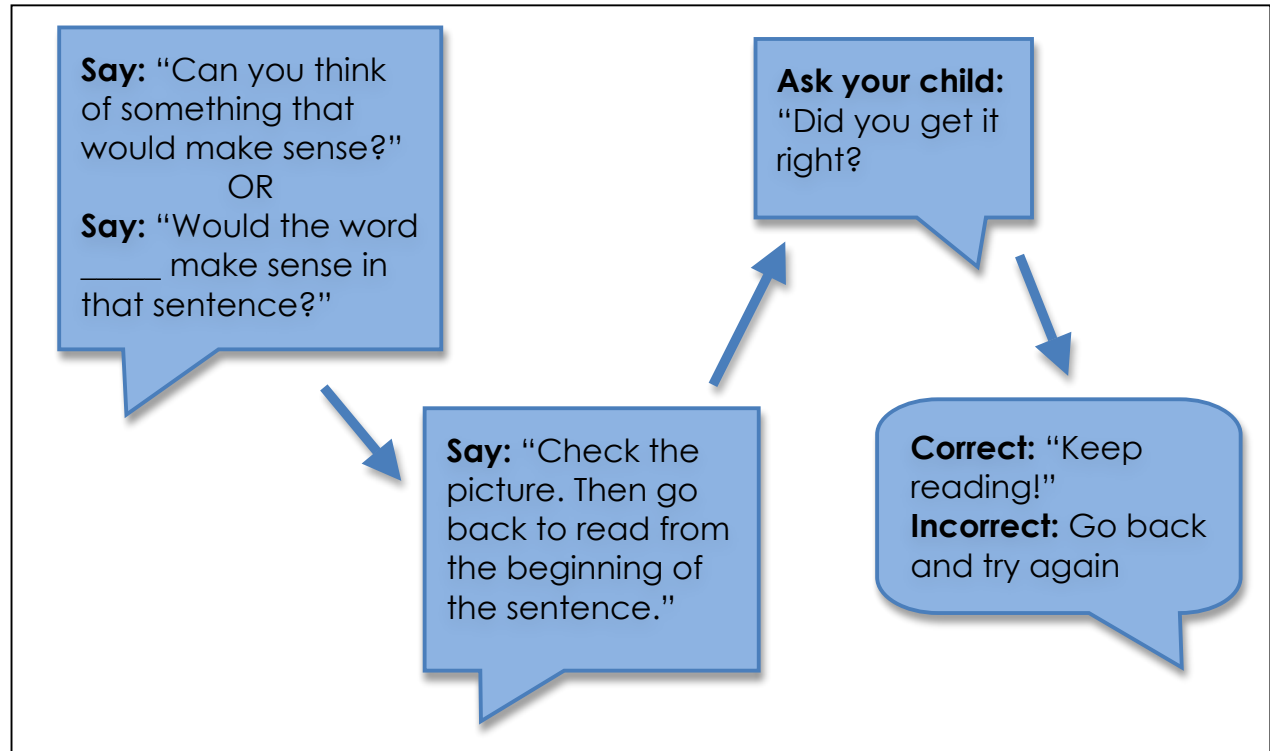 Say: “Can you think
of something that
would make sense?”
OR
Say: “Would the word
_____ make sense in
that sentence?”
Say: “Check the
picture. Then go
back to read from
the beginning of
the sentence.”
Ask your child:
“Did you get it
right?
Correct: “Keep
reading!”
Incorrect: Go back
and try again